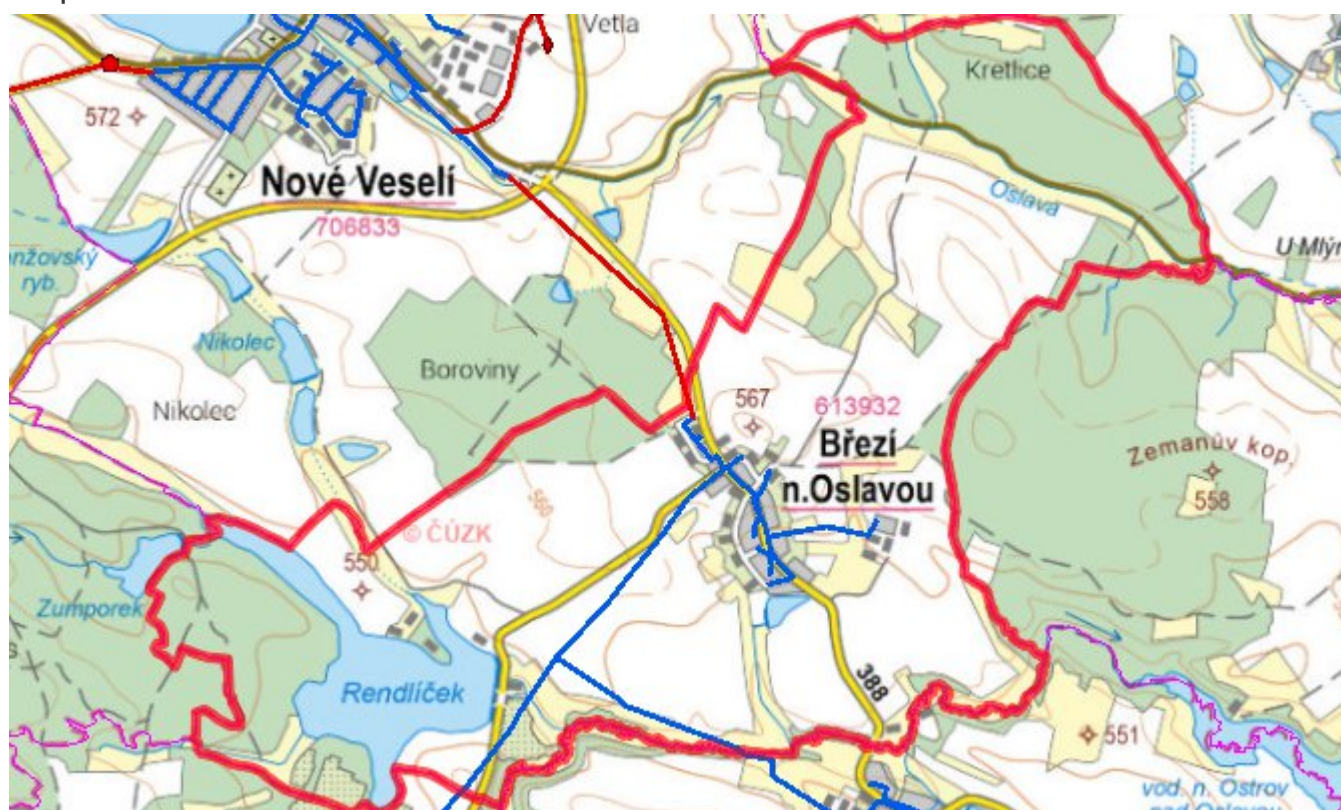 Vetla
Kretlice
572
Nové Veselí
706833
Oslava
U Mlýn
nžovský
ryb.
Nikolec
Boroviny
Nikolec
567
613932
Březí
n.Oslavou
Zemanův kop.
558
560
© ČÚZK
550
Zumporek
Rendlíček
388
551
vod. n. Ostrov